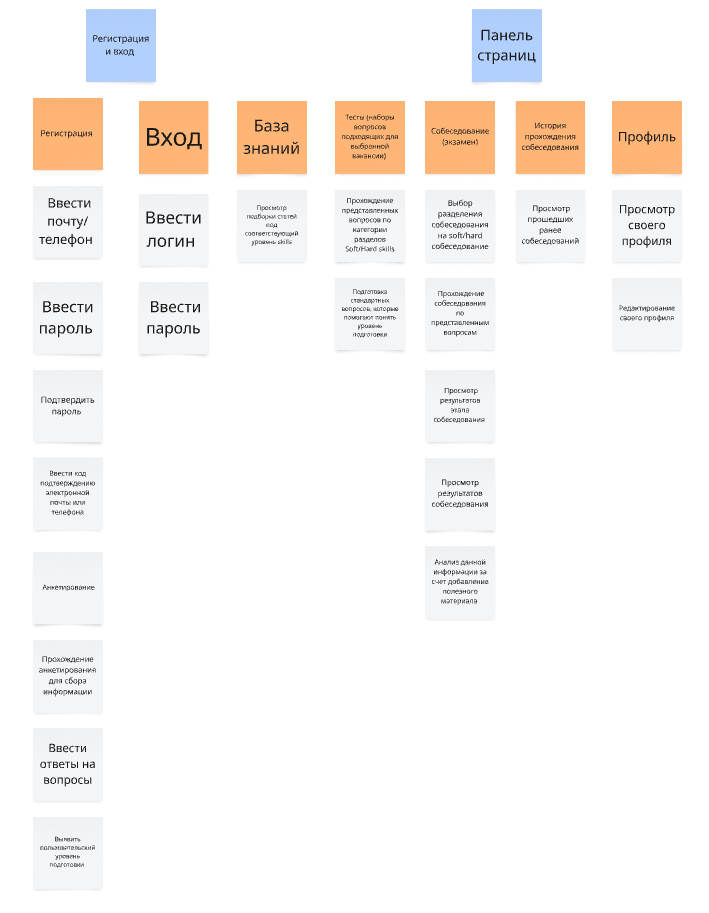 Регистрация
и вход
Панель
страниц
Регистрация
Вход
База
знаний
Тесты (наборы
вопросов
подходящих для
выбранной
вакансии)
Собеседование
(экзамен)
История
прохождения
собеседования
Профиль
Ввести
почту/
телефон
Ввести
логин
Просмотр
подборки статей
под
соответствующий
уровень skills
Прохождение
представленных
вопросов по
категории
разделов
Soft/Hard skills
Выбор
разделения
собеседования
на soft/hard
собеседование
Просмотр
прошедших
ранее
собеседований
Просмотр
своего
профиля
Ввести
пароль
Ввести
пароль
Подготовка
стандартных
вопросов, которые
помогают понять
уровень
подготовки
Прохождение
собеседования
по
представленным
вопросам
Редактирование
своего профиля
Подтвердить
пароль
Просмотр
результатов
этапа
собеседования
Ввести код
подтверждению
электронной
почты или
телефона
Просмотр
результатов
собеседования
Анкетирование
Анализ данной
информации за
счет добавление
полезного
материала
Прохождение
анкетирования
для сбора
информации
Ввести
ответы на
вопросы
Выявить
пользовательский
уровень
подготовки